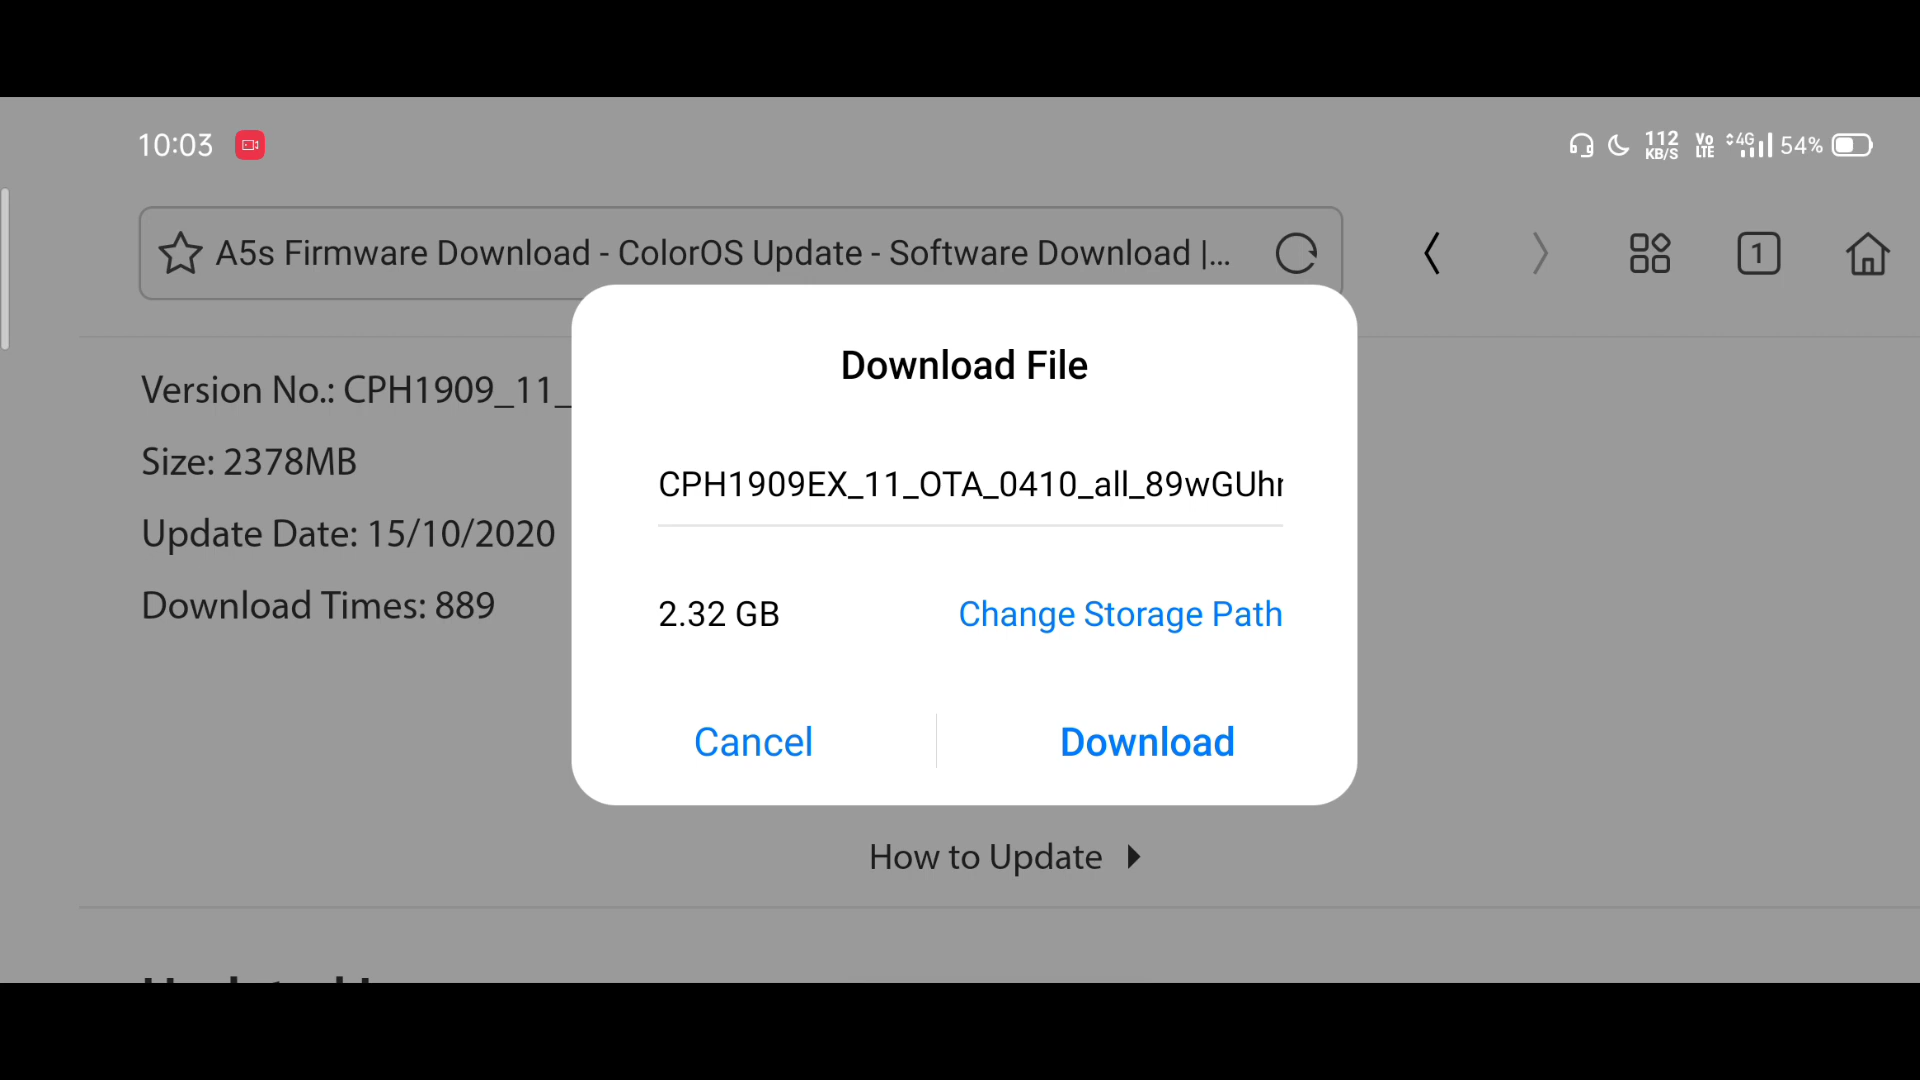 10:03
112 KB/S Vo LTE 4G 54%
A5s Firmware Download - ColorOS Update - Software Download |...
1
Download File
Version No.: CPH1909_11_
Size: 2378MB
CPH1909EX_11_OTA_0410_all_89wGUh
Update Date: 15/10/2020
Download Times: 889
2.32 GB Change Storage Path
Cancel Download
How to Update